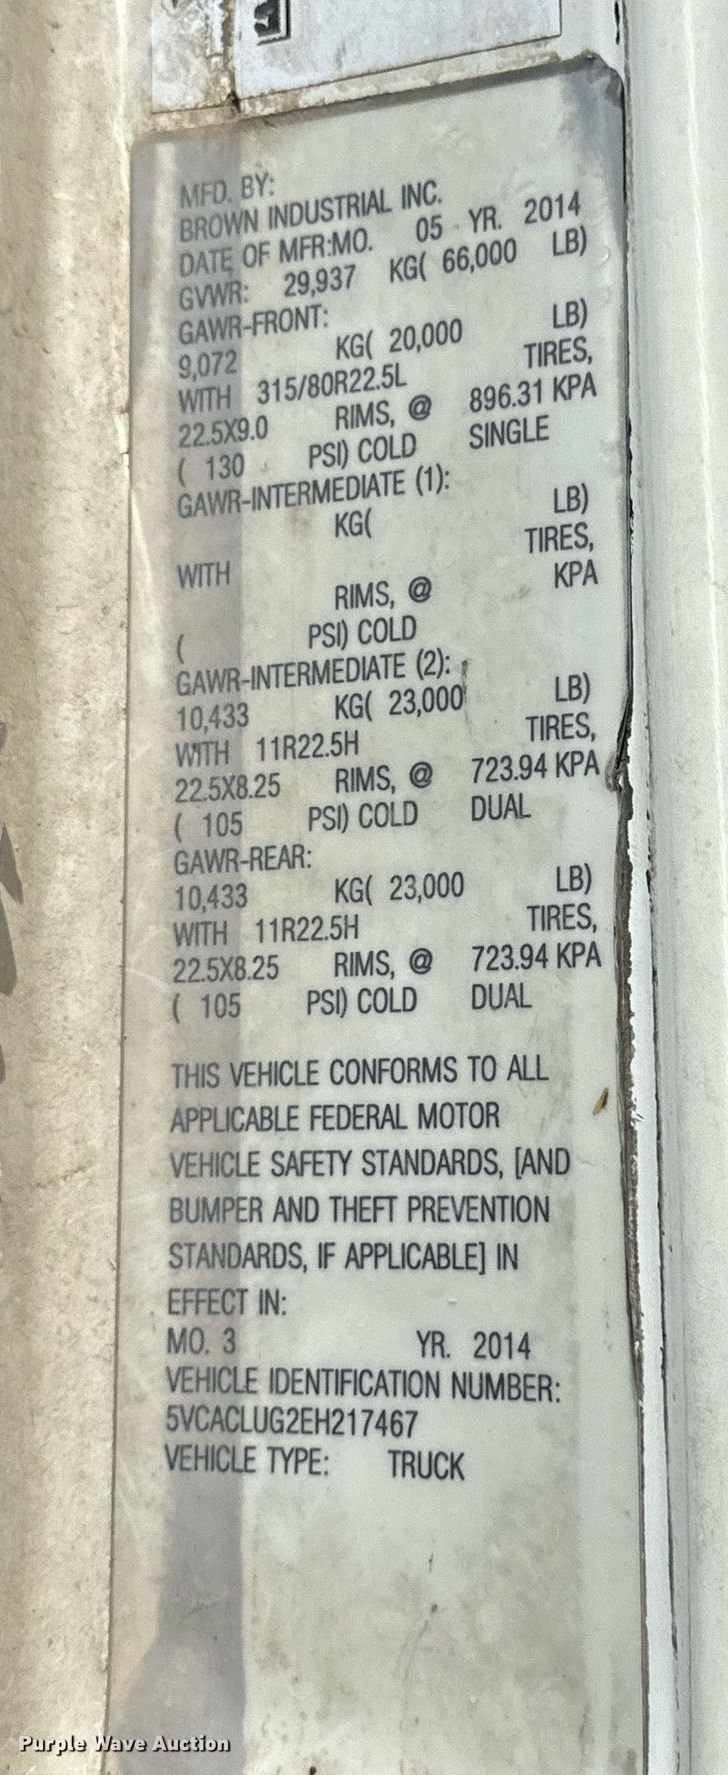 MFD. BY:
BROWN INDUSTRIAL INC.
DATE OF MFR:MO. 05 YR. 2014
GVWR: 29,937 KG( 66,000 LB)
GAWR-FRONT:
9,072 KG( 20,000 LB)
WITH 315/80R22.5L TIRES,
22.5X9.0 RIMS, @ 896.31 KPA
( 130 PSI) COLD SINGLE
GAWR-INTERMEDIATE (1):
KG( LB)
WITH TIRES,
RIMS, @ KPA
( PSI) COLD
GAWR-INTERMEDIATE (2):
10,433 KG( 23,000 LB)
WITH 11R22.5H TIRES,
22.5X8.25 RIMS, @ 723.94 KPA
( 105 PSI) COLD DUAL
GAWR-REAR:
10,433 KG( 23,000 LB)
WITH 11R22.5H TIRES,
22.5X8.25 RIMS, @ 723.94 KPA
( 105 PSI) COLD DUAL
THIS VEHICLE CONFORMS TO ALL
APPLICABLE FEDERAL MOTOR
VEHICLE SAFETY STANDARDS, [AND
BUMPER AND THEFT PREVENTION
STANDARDS, IF APPLICABLE] IN
EFFECT IN:
MO. 3 YR. 2014
VEHICLE IDENTIFICATION NUMBER:
5VCACLUG2EH217467
VEHICLE TYPE: TRUCK
Purple Wave Auction